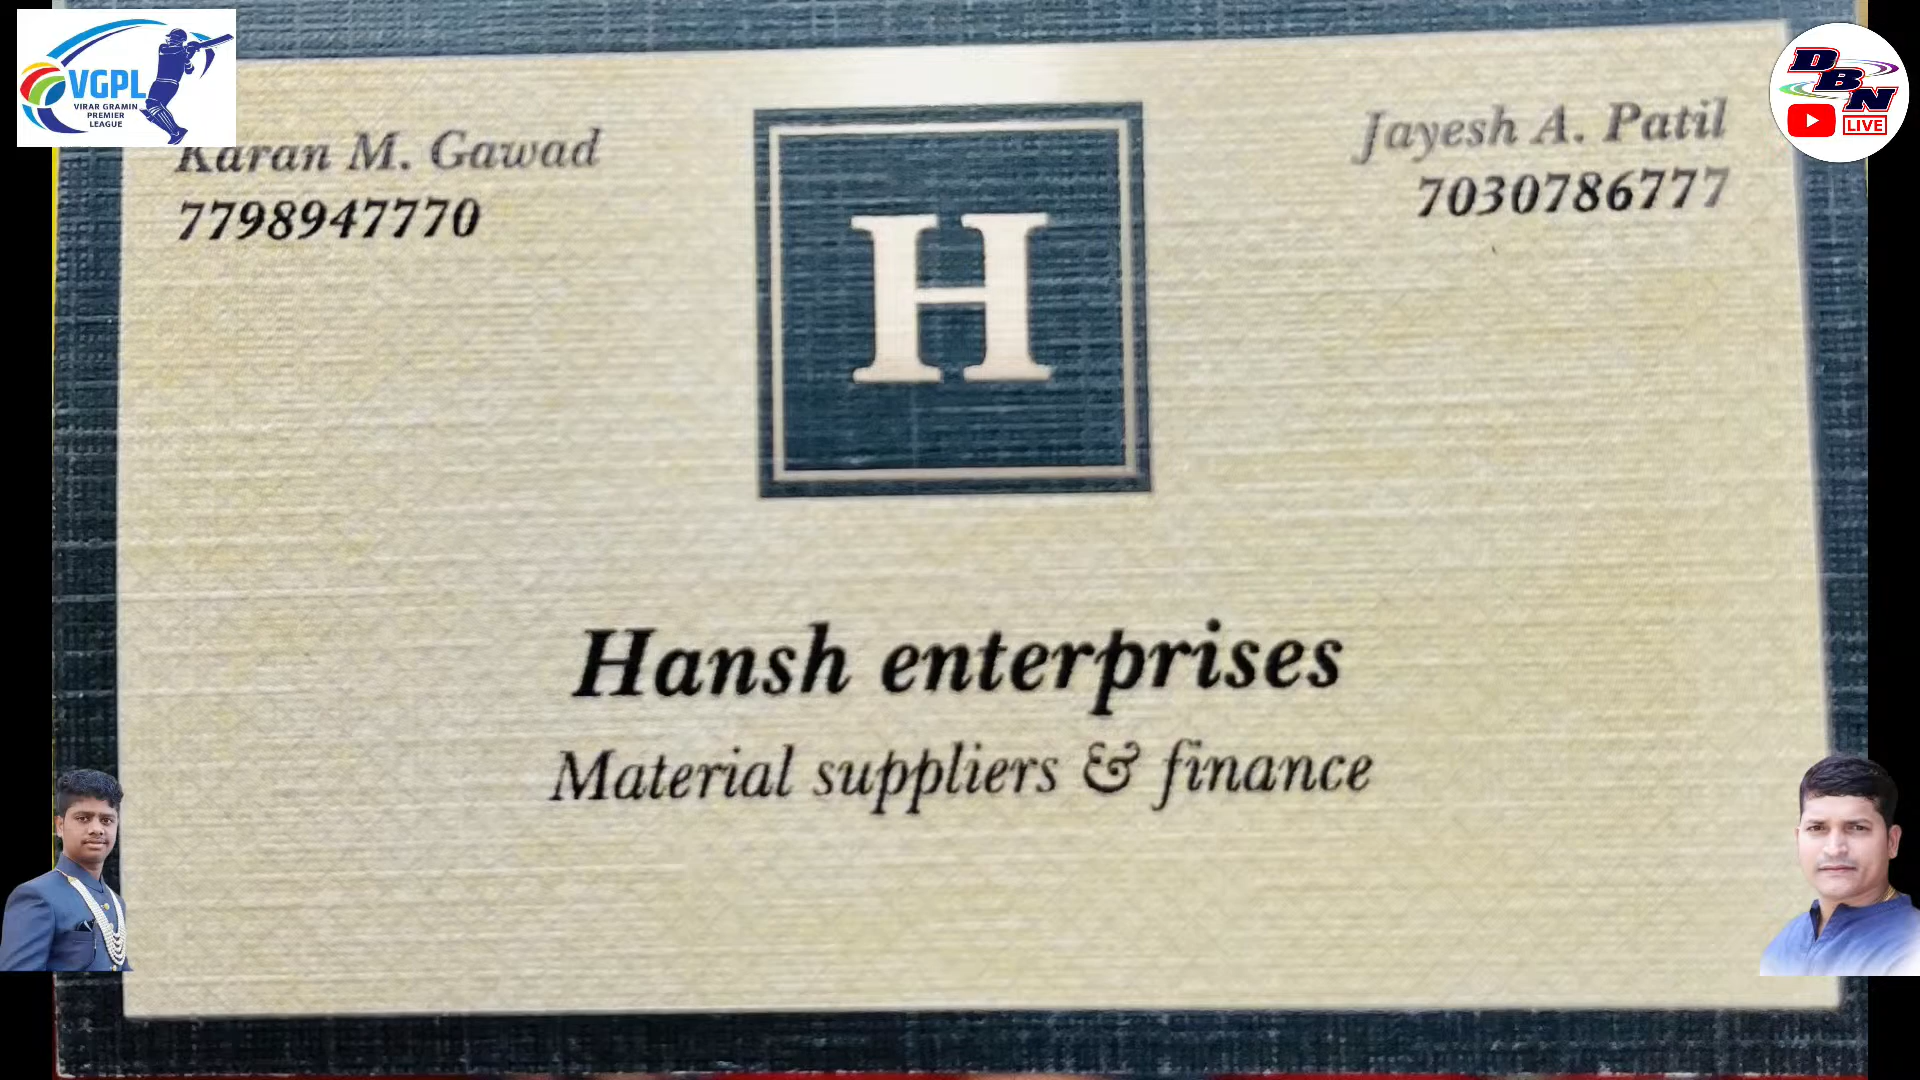 VGPL
VIRAR GRAMIN
PREMIER
LEAGUE
DBN
LIVE
Karan M. Gawad
7798947770
Jayesh A. Patil
7030786777
H
Hansh enterprises
Material suppliers & finance